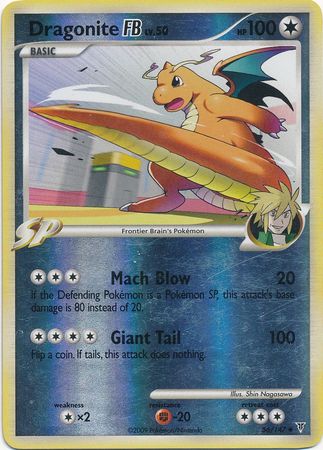 Dragonite FB LV.50 HP 100
BASIC
Frontier Brain's Pokémon
SP
Mach Blow 20
If the Defending Pokémon is a Pokémon SP, this attack's base
damage is 80 instead of 20.
Giant Tail 100
Flip a coin. If tails, this attack does nothing.
Illus. Shin Nagasawa
weakness resistance retreat cost
×2 -20
©2009 Pokémon/Nintendo 56/147